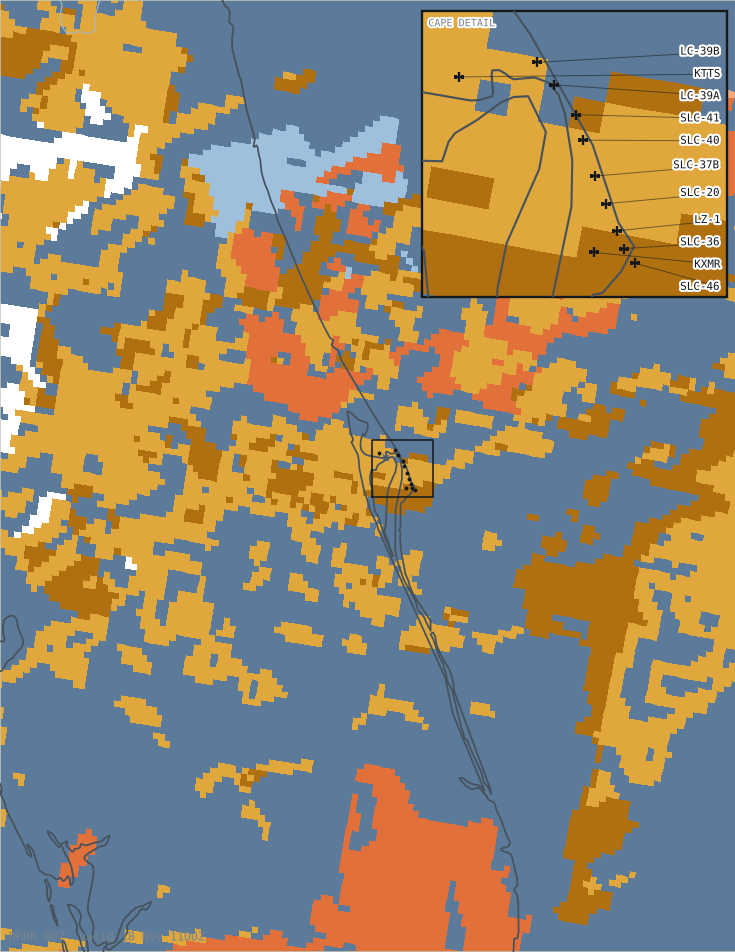 CAPE DETAIL
LC-39B
KTTS
LC-39A
SLC-41
SLC-40
SLC-37B
SLC-20
LZ-1
SLC-36
KXMR
SLC-46